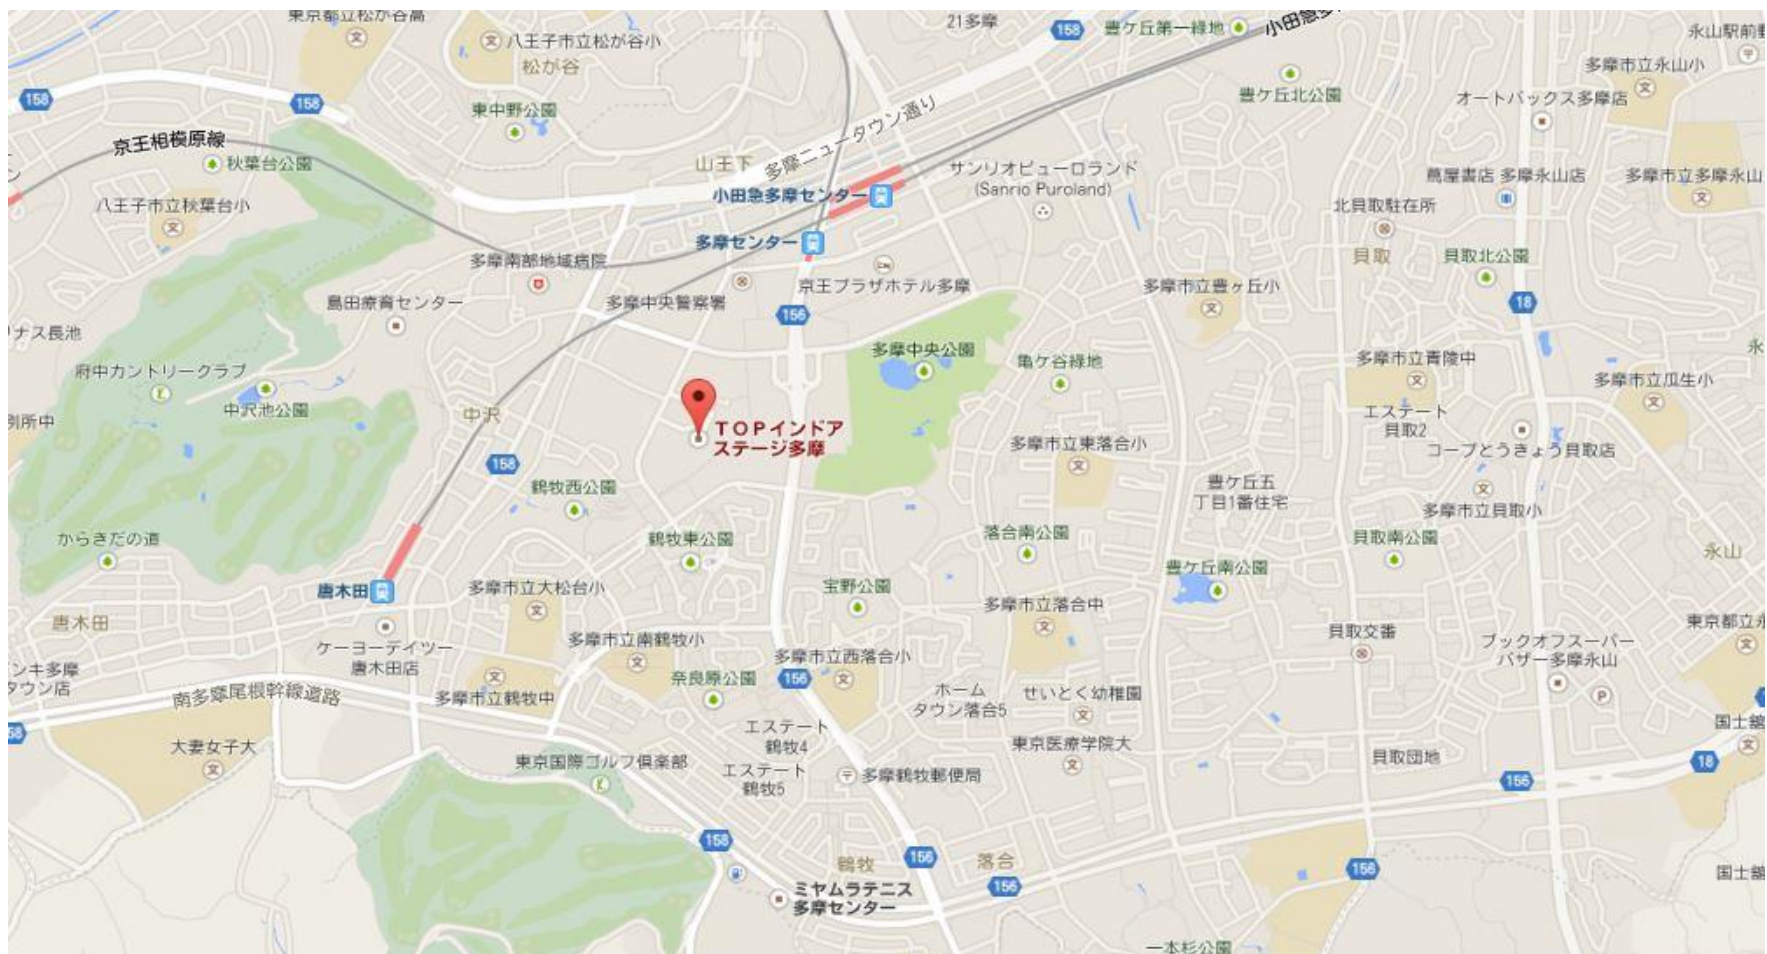 東京都立松が谷高
八王子市立松が谷小
松が谷
21多摩
158
豊ケ丘第一緑地
小田急多
永山駅前
多摩市立永山小
158
158
東中野公園
多摩ニュータウン通り
豊ケ丘北公園
オートバックス多摩店
京王相模原線
秋葉台公園
山王下
サンリオピューロランド
(Sanrio Puroland)
蔦屋書店 多摩永山店
多摩市立多摩永山
八王子市立秋葉台小
小田急多摩センター
北貝取駐在所
多摩センター
貝取
貝取北公園
多摩南部地域病院
島田療育センター
多摩中央警察署
京王プラザホテル多摩
多摩市立豊ヶ丘小
18
156
ナス長池
多摩中央公園
亀ケ谷緑地
多摩市立青陵中
永
府中カントリークラブ
多摩市立瓜生小
中沢池公園
中沢
別所中
TOPインドア
ステージ多摩
エステート
貝取2
多摩市立東落合小
コープとうきょう貝取店
158
鶴牧西公園
豊ケ丘五
丁目1番住宅
多摩市立貝取小
からきだの道
鶴牧東公園
落合南公園
貝取南公園
永山
唐木田
多摩市立大松台小
宝野公園
豊ケ丘南公園
唐木田
多摩市立落合中
貝取交番
東京都立永
ケーヨーデイツー
唐木田店
多摩市立南鶴牧小
多摩市立西落合小
ブックオフスーパー
バザー多摩永山
ンキ多摩
タウン店
南多摩尾根幹線道路
多摩市立鶴牧中
奈良原公園
156
ホーム
タウン落合5
せいとく幼稚園
P
58
大妻女子大
エステート
鶴牧4
東京医療学院大
国士舘
東京国際ゴルフ倶楽部
エステート
鶴牧5
多摩鶴牧郵便局
貝取団地
156
18
158
鶴牧
156
落合
156
156
国士舘
ミヤムラテニス
多摩センター
一本杉公園